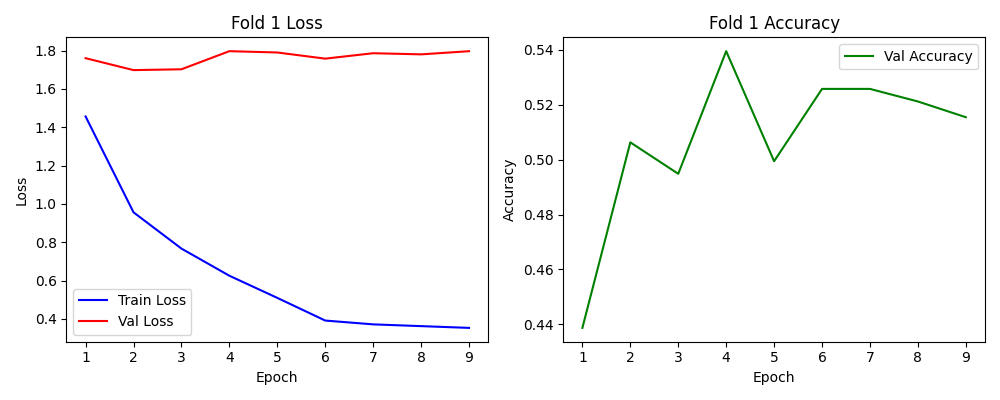 Fold 1 Loss
1.8
1.6
1.4
1.2
1.0
0.8
0.6
0.4
Loss
Train Loss
Val Loss
1 2 3 4 5 6 7 8 9
Epoch
Fold 1 Accuracy
0.54
0.52
0.50
0.48
0.46
0.44
Accuracy
Val Accuracy
1 2 3 4 5 6 7 8 9
Epoch